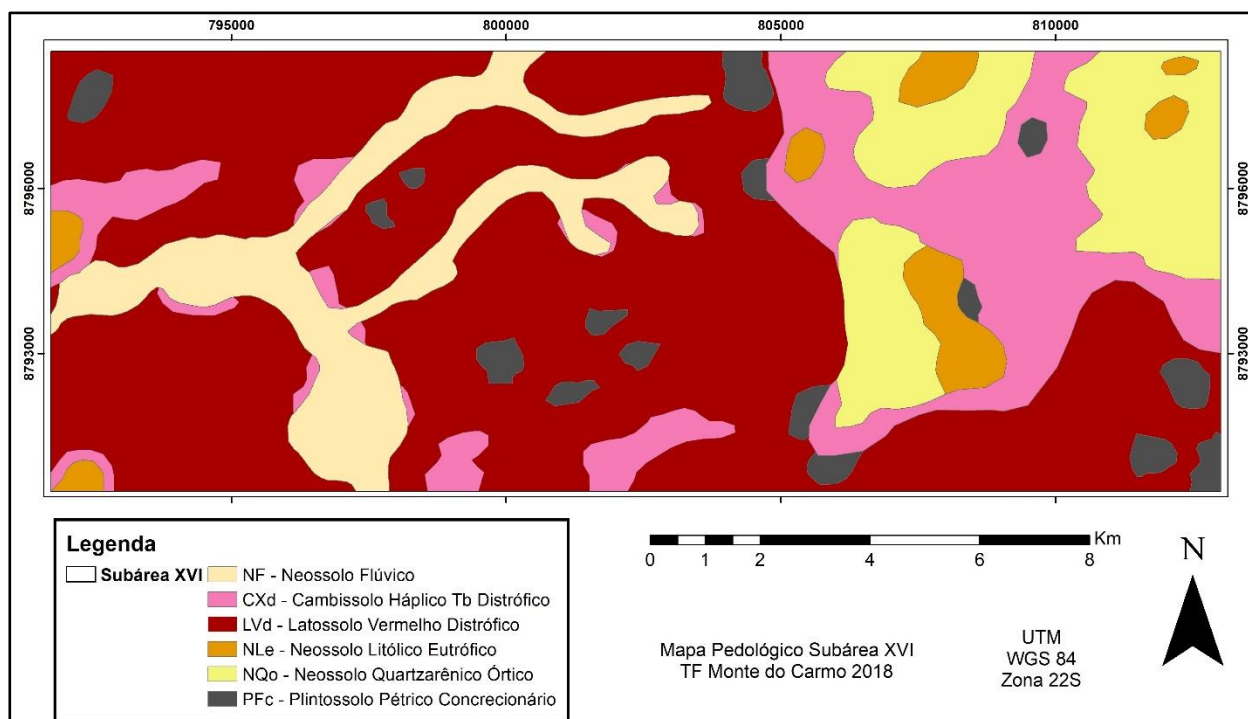 795000 800000 805000 810000
8796000 8796000
8793000 8793000
Legenda
Subárea XVI
NF - Neossolo Flúvico
CXd - Cambissolo Háplico Tb Distrófico
LVd - Latossolo Vermelho Distrófico
NLe - Neossolo Litólico Eutrófico
NQo - Neossolo Quartzarênico Órtico
PFc - Plintossolo Pétrico Concrecionário
Km
0 1 2 4 6 8
Mapa Pedológico Subárea XVI
TF Monte do Carmo 2018
UTM
WGS 84
Zona 22S
N